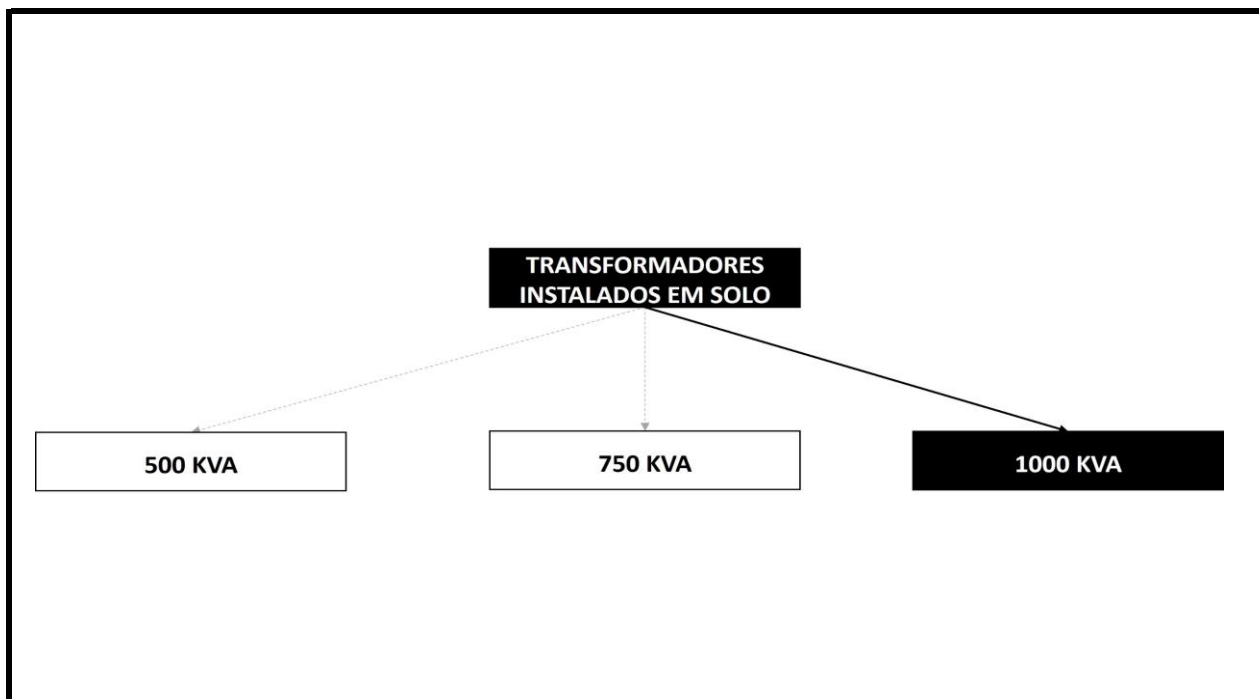 TRANSFORMADORES
INSTALADOS EM SOLO
500 KVA
750 KVA
1000 KVA